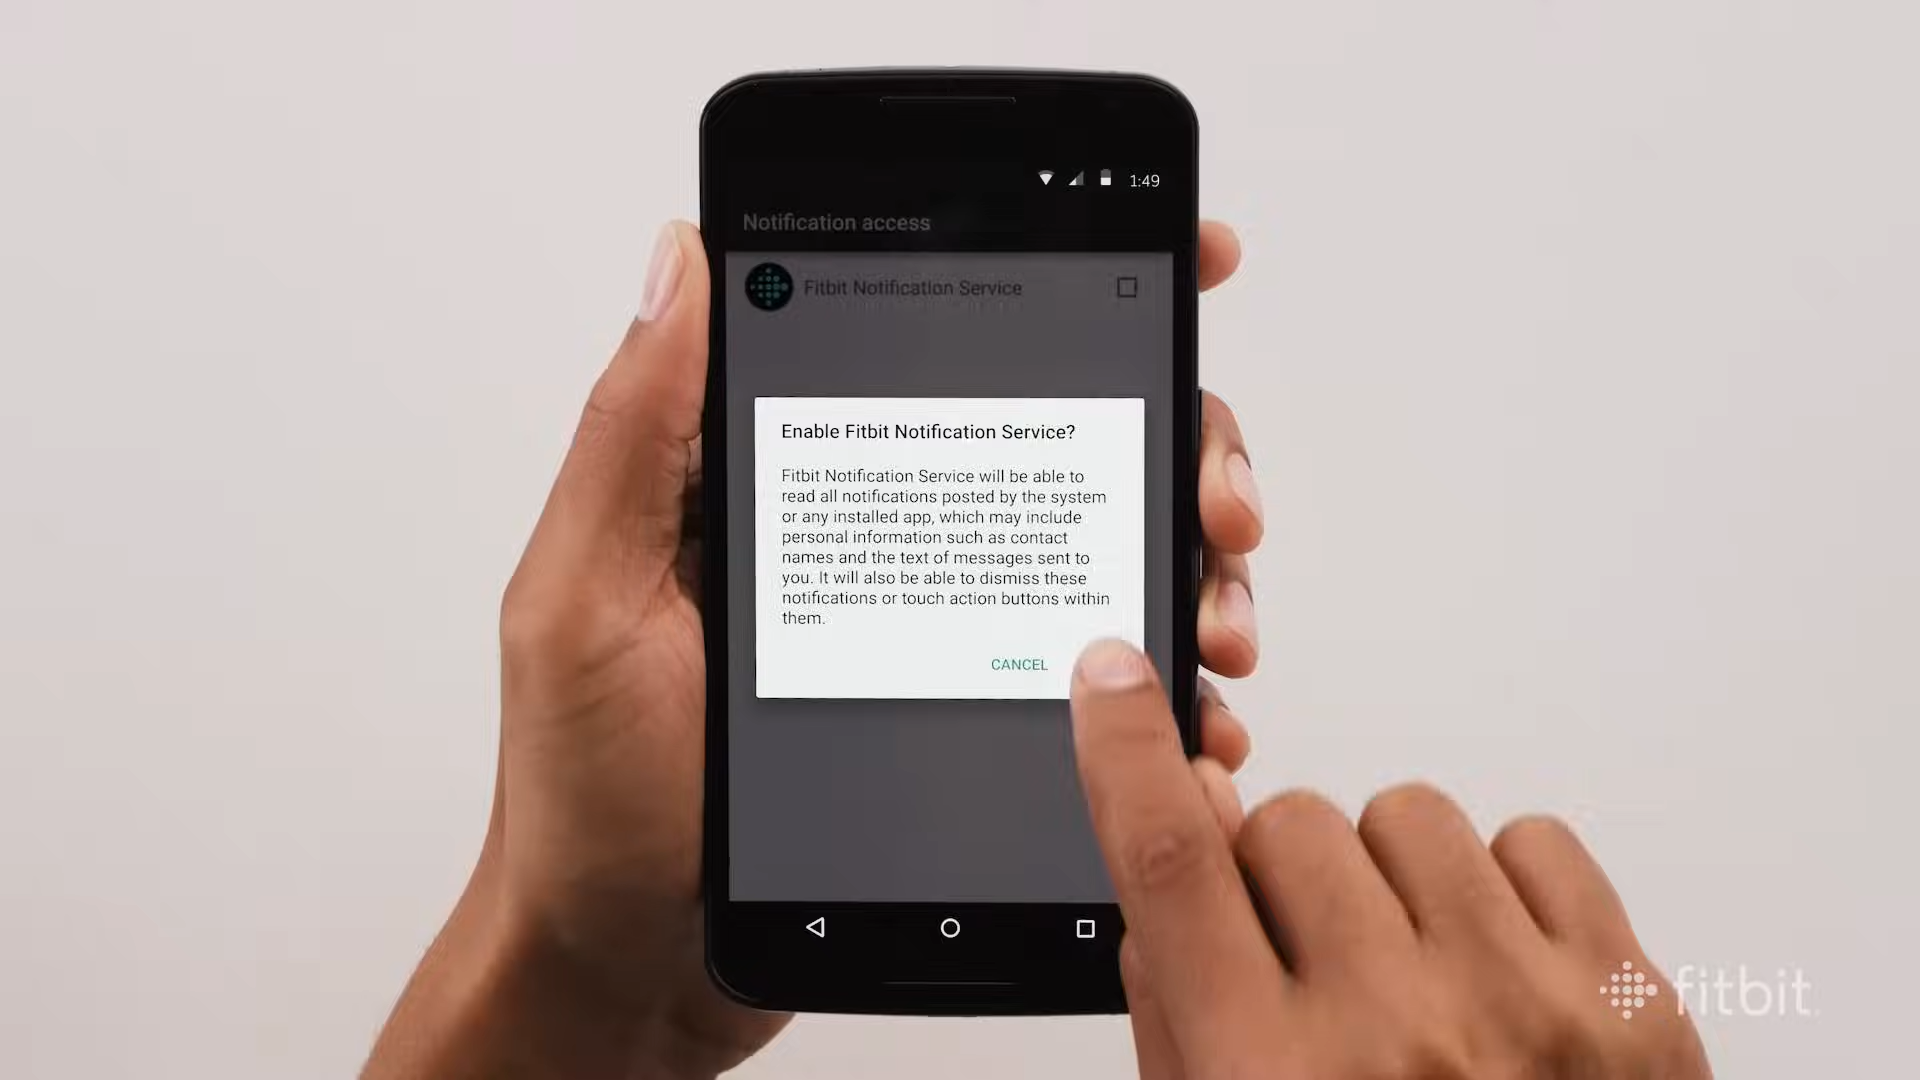 1:49
Notification access
Fitbit Notification Service
Enable Fitbit Notification Service?
Fitbit Notification Service will be able to
read all notifications posted by the system
or any installed app, which may include
personal information such as contact
names and the text of messages sent to
you. It will also be able to dismiss these
notifications or touch action buttons within
them.
CANCEL
fitbit